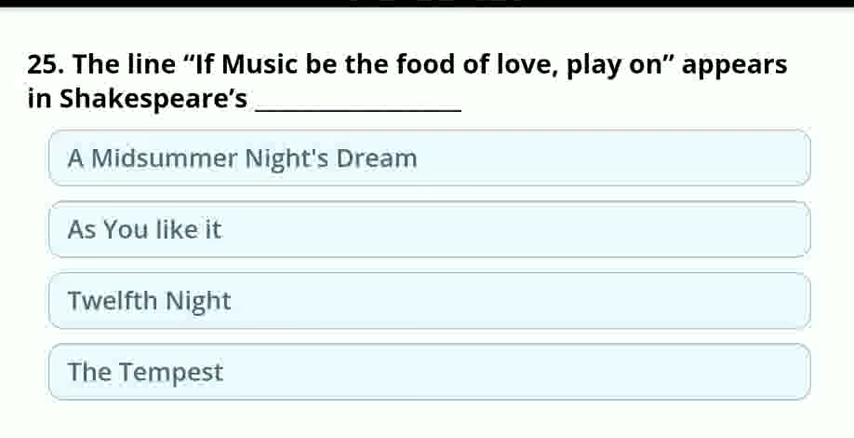 25. The line “If Music be the food of love, play on” appears
in Shakespeare’s _______________
A Midsummer Night's Dream
As You like it
Twelfth Night
The Tempest